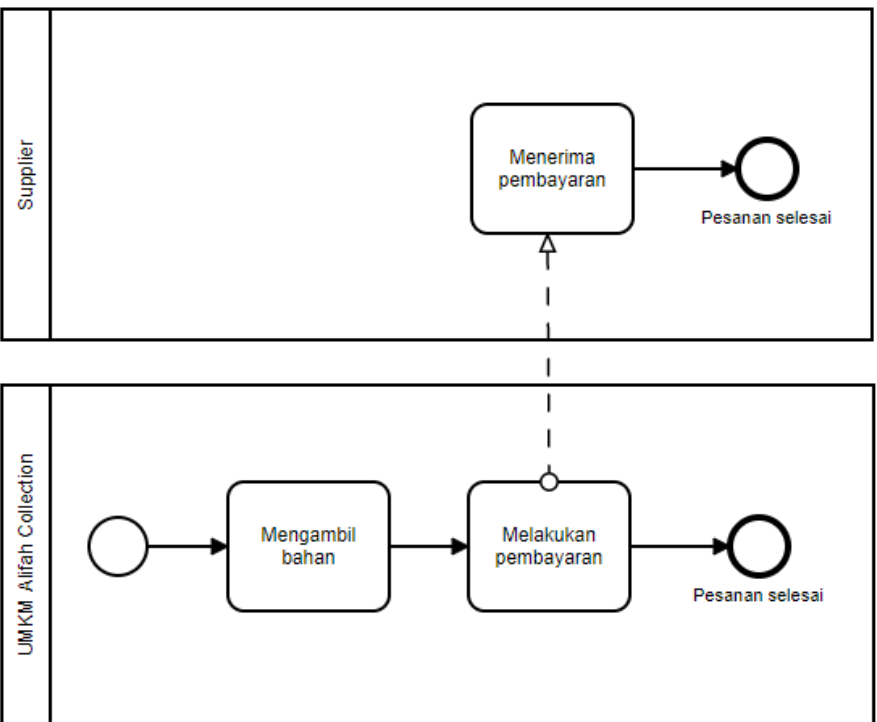 Supplier
Menerima
pembayaran
Pesanan selesai
UMKM Alifah Collection
Mengambil
bahan
Melakukan
pembayaran
Pesanan selesai